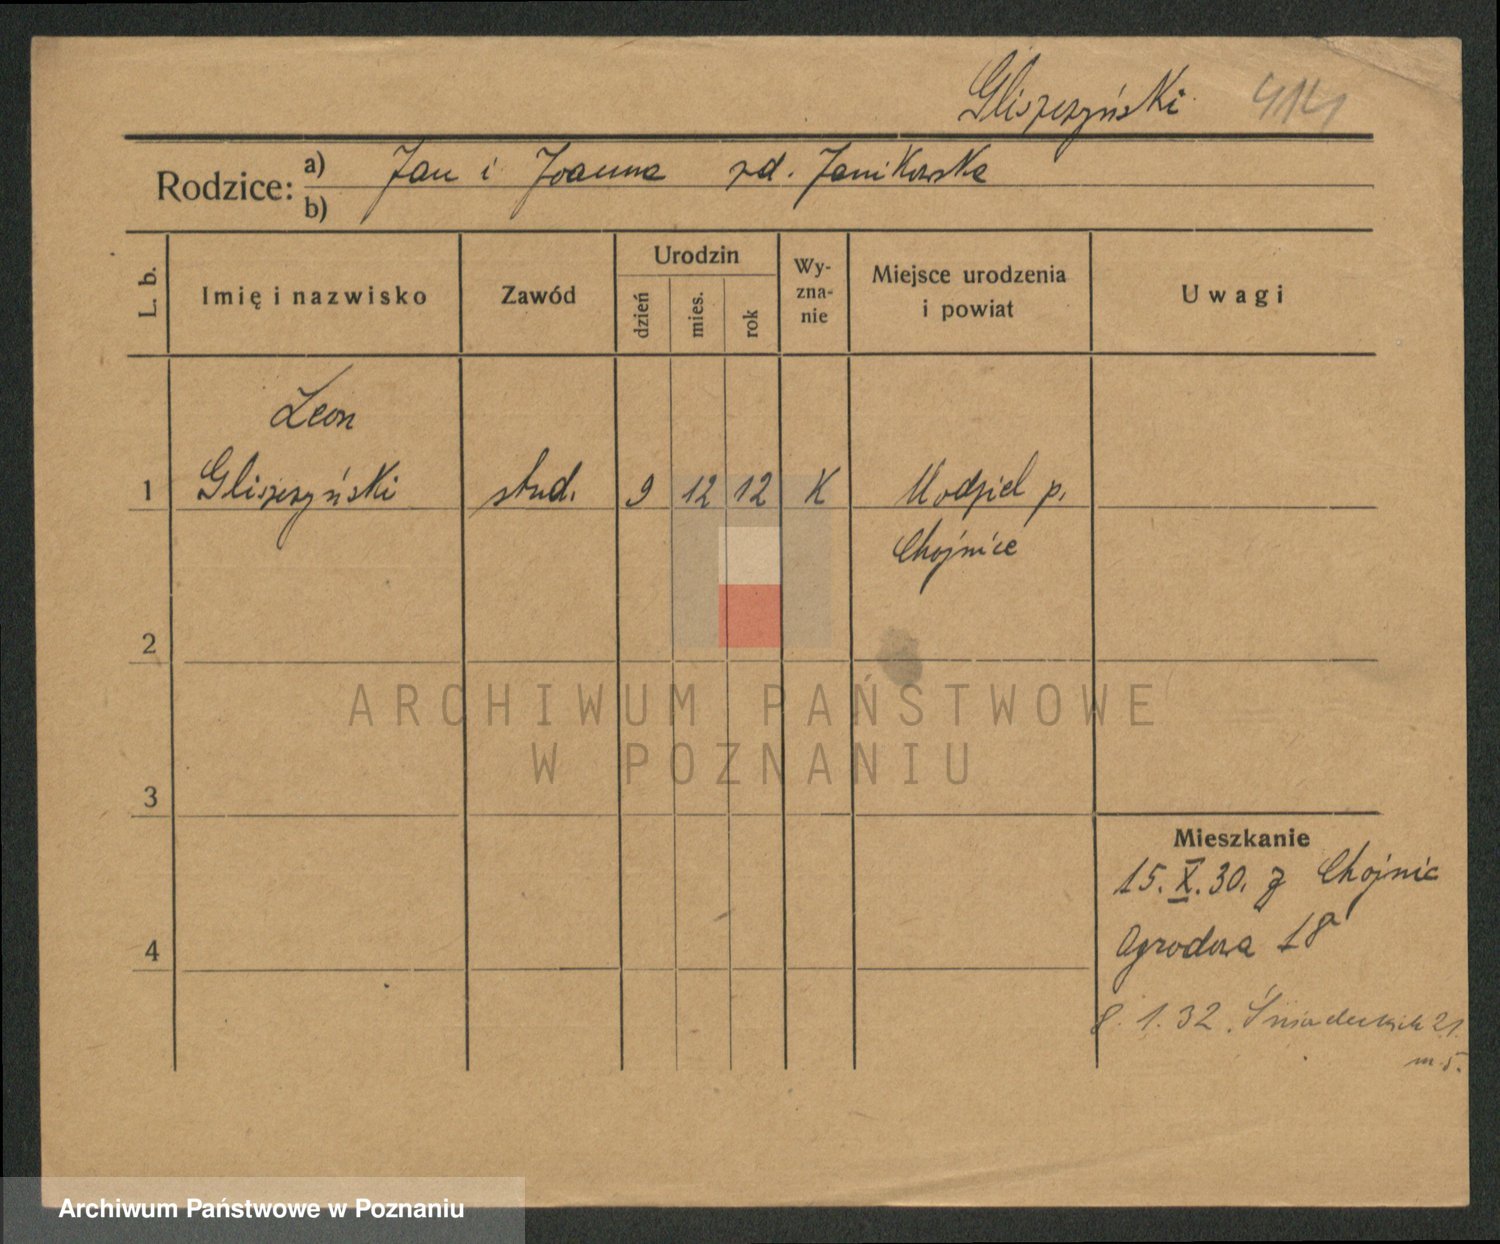 Gliszczyński 414
Rodzice: a) Jan i Joanna zd. Janikowska
b)
L. b.
Imię i nazwisko
Zawód
Urodzin
dzień
mies.
rok
Wy-
zna-
nie
Miejsce urodzenia
i powiat
Uwagi
Leon
1 Gliszczyński stud. 9 12 12 K Modziel p.
Chojnice
2
3
4
Mieszkanie
15. X. 30. z Chojnic
Ogrodowa 18
8. 1. 32. Śniadeckich 21.
m 5.
ARCHIWUM PAŃSTWOWE
W POZNANIU
Archiwum Państwowe w Poznaniu